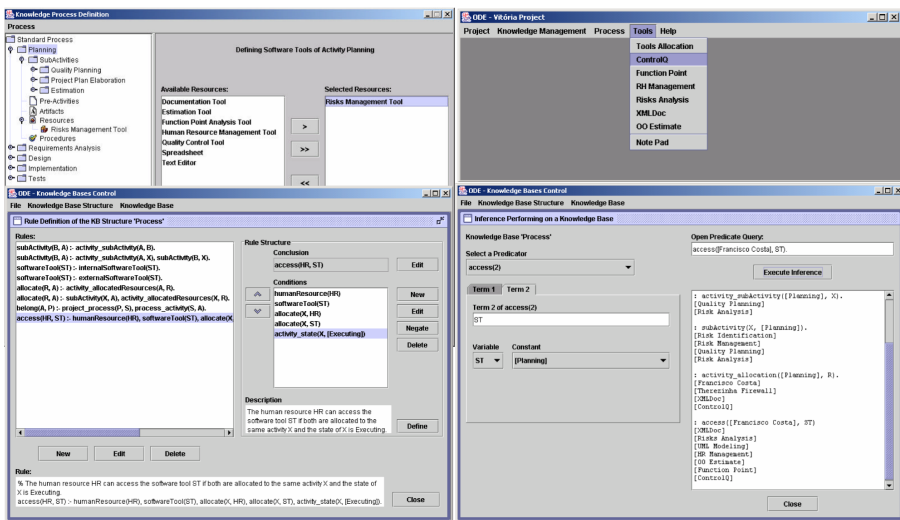 Knowledge Process Definition
Process
Standard Process
Planning
SubActivities
Quality Planning
Project Plan Elaboration
Estimation
Pre-Activities
Artifacts
Resources
Risks Management Tool
Procedures
Requirements Analysis
Design
Implementation
Tests
Defining Software Tools of Activity Planning
Available Resources:
Documentation Tool
Estimation Tool
Function Point Analysis Tool
Human Resource Management Tool
Quality Control Tool
Spreadsheet
Text Editor
>
>>
<<
Selected Resources:
Risks Management Tool
ODE - Vitória Project
Project Knowledge Management Process Tools Help
Tools Allocation
ControlQ
Function Point
RH Management
Risks Analysis
XMLDoc
OO Estimate
Note Pad
ODE - Knowledge Bases Control
File Knowledge Base Structure Knowledge Base
Rule Definition of the KB Structure 'Process'
Rules:
subActivity(B, A) :- activity_subActivity(A, B).
subActivity(B, A) :- activity_subActivity(A, X), subActivity(B, X).
softwareTool(ST) :- internalSoftwareTool(ST).
softwareTool(ST) :- externalSoftwareTool(ST).
allocate(R, A) :- activity_allocatedResources(A, R).
allocate(R, A) :- subActivity(X, A), activity_allocatedResources(X, R).
belong(A, P) :- project_process(P, S), process_activity(S, A).
access(HR, ST) :- humanResource(HR), softwareTool(ST), allocate(X,
Rule Structure
Conclusion
access(HR, ST)
Edit
Conditions
humanResource(HR)
softwareTool(ST)
allocate(X, HR)
allocate(X, ST)
activity_state(X, [Executing])
New
Edit
Negate
Delete
Description
The human resource HR can access the
software tool ST if both are allocated to the
same activity X and the state of X is Executing.
Define
New Edit Delete
Rule:
% The human resource HR can access the software tool ST if both are allocated to the same activity X and the state of
X is Executing.
access(HR, ST) :- humanResource(HR), softwareTool(ST), allocate(X, HR), allocate(X, ST), activity_state(X, [Executing]).
Close
ODE - Knowledge Bases Control
File Knowledge Base Structure Knowledge Base
Inference Performing on a Knowledge Base
Knowledge Base 'Process'
Select a Predicator
access(2)
Term 1 Term 2
Term 2 of access(2)
ST
Variable Constant
ST [Planning]
Open Predicate Query:
access([Francisco Costa], ST).
Execute Inference
: activity_subActivity([Planning], X).
[Quality Planning]
[Risk Analysis]
: subActivity(X, [Planning]).
[Risk Identification]
[Risk Management]
[Quality Planning]
[Risk Analysis]
: activity_allocation([Planning], R).
[Francisco Costa]
[Therezinha Firewall]
[XMLDoc]
[ControlQ]
: access([Francisco Costa], ST)
[XMLDoc]
[Risks Analysis]
[UML Modeling]
[HR Management]
[OO Estimate]
[Function Point]
[ControlQ]
Close